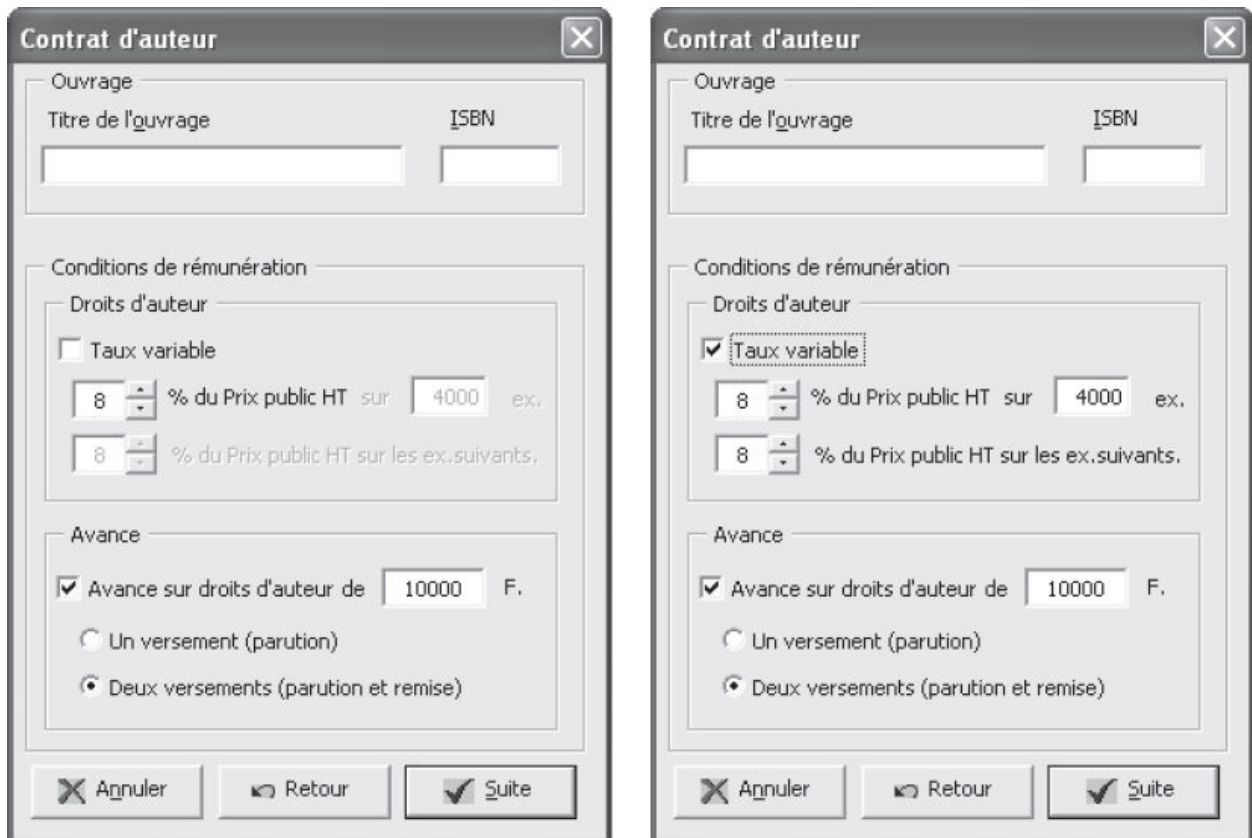 Contrat d'auteur
Ouvrage
Titre de l'ouvrage ISBN
Conditions de rémunération
Droits d'auteur
Taux variable
8 % du Prix public HT sur 4000 ex.
8 % du Prix public HT sur les ex.suivants.
Avance
Avance sur droits d'auteur de 10000 F.
Un versement (parution)
Deux versements (parution et remise)
Annuler Retour Suite
Contrat d'auteur
Ouvrage
Titre de l'ouvrage ISBN
Conditions de rémunération
Droits d'auteur
Taux variable
8 % du Prix public HT sur 4000 ex.
8 % du Prix public HT sur les ex.suivants.
Avance
Avance sur droits d'auteur de 10000 F.
Un versement (parution)
Deux versements (parution et remise)
Annuler Retour Suite